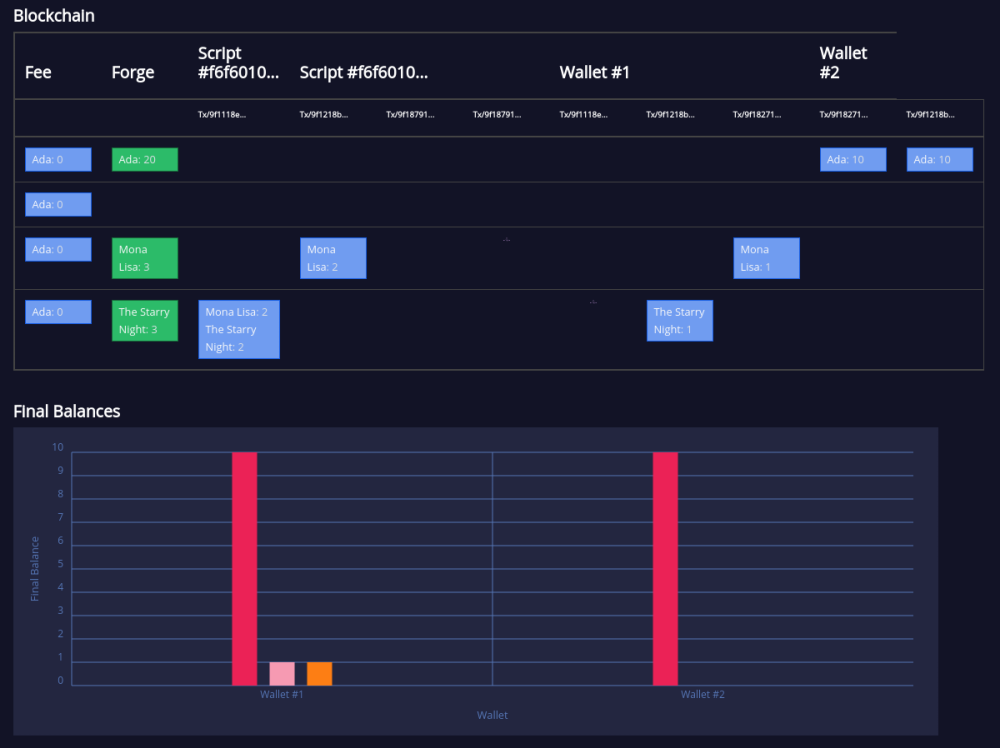 Blockchain
Fee Forge Script #f6f6010... Script #f6f6010... Wallet #1 Wallet #2
Tx/9f1118e... Tx/9f1218b... Tx/9f18791... Tx/9f18791... Tx/9f1118e... Tx/9f1218b... Tx/9f18271... Tx/9f18271... Tx/9f1218b...
Ada: 0 Ada: 20 Ada: 10 Ada: 10
Ada: 0
Ada: 0 Mona Mona Mona
Lisa: 3 Lisa: 2 Lisa: 1
Ada: 0 The Starry Mona Lisa: 2 The Starry
Night: 3 The Starry Night: 1
Night: 2
Final Balances
10
9
8
7
6
5
4
3
2
1
0
Final Balance
Wallet #1 Wallet #2
Wallet